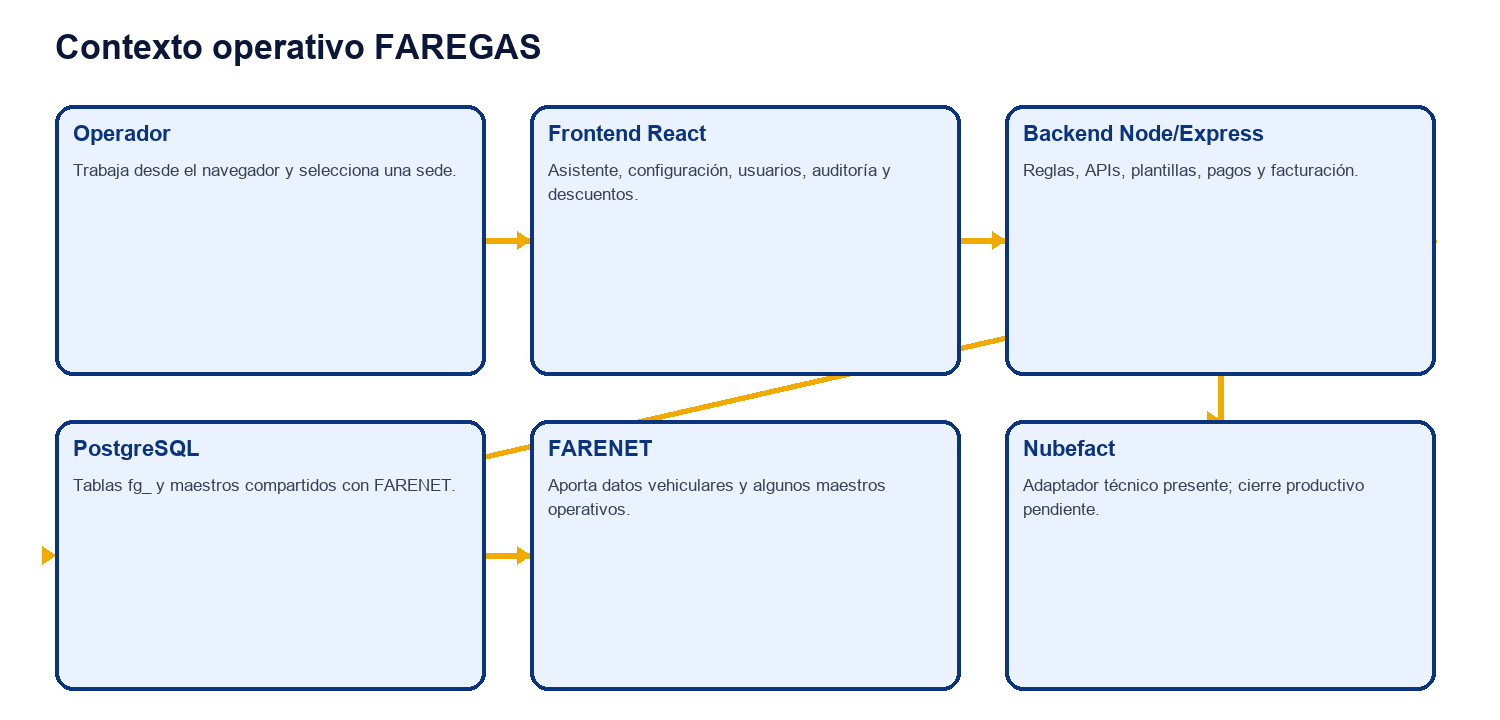 Contexto operativo FAREGAS
Operador
Trabaja desde el navegador y selecciona una sede.
Frontend React
Asistente, configuración, usuarios, auditoría y
descuentos.
Backend Node/Express
Reglas, APIs, plantillas, pagos y facturación.
PostgreSQL
Tablas fg_ y maestros compartidos con FARENET.
FARENET
Aporta datos vehiculares y algunos maestros
operativos.
Nubefact
Adaptador técnico presente; cierre productivo
pendiente.